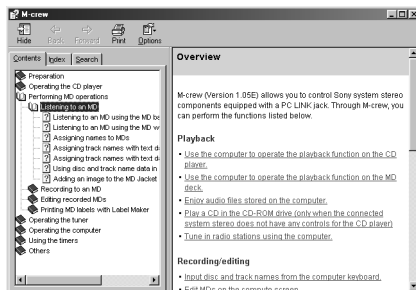 M-crew
Hide
Back
Forward
Print
Options
Contents
Index
Search
Preparation
Operating the CD player
Performing MD operations
Listening to an MD
Listening to an MD using the MD
Listening to an MD using the MD w
Assigning names to MDs
Assigning track names with text d
Assigning track names with text d
Using disc and track name data in
Adding an image to the MD Jacket
Recording to an MD
Editing recorded MDs
Printing MD labels with Label Maker
Operating the tuner
Operating the computer
Using the timers
Others
Overview
M-crew (Version 1.05E) allows you to control Sony system stereo
components equipped with a PC LINK jack. Through M-crew, you
can perform the functions listed below.
Playback
• Use the computer to operate the playback function on the CD
player.
• Use the computer to operate the playback function on the MD
deck.
• Enjoy audio files stored on the computer.
• Play a CD in the CD-ROM drive (only when the connected
system stereo does not have any controls for the CD player)
• Tune in radio stations using the computer.
Recording/editing
• Input disc and track names from the computer keyboard.
• Edit MDs on the compute screen.